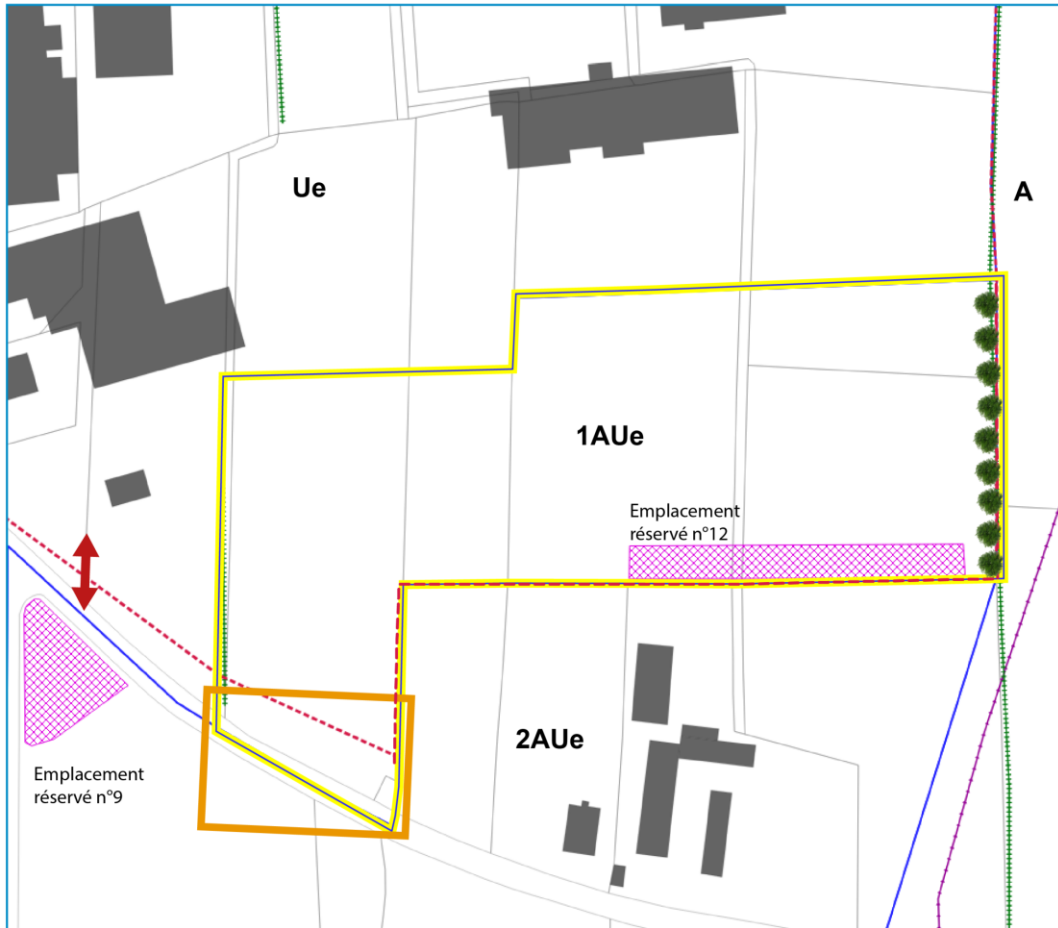 Ue
A
1AUe
Emplacement
réservé n°12
2AUe
Emplacement
réservé n°9